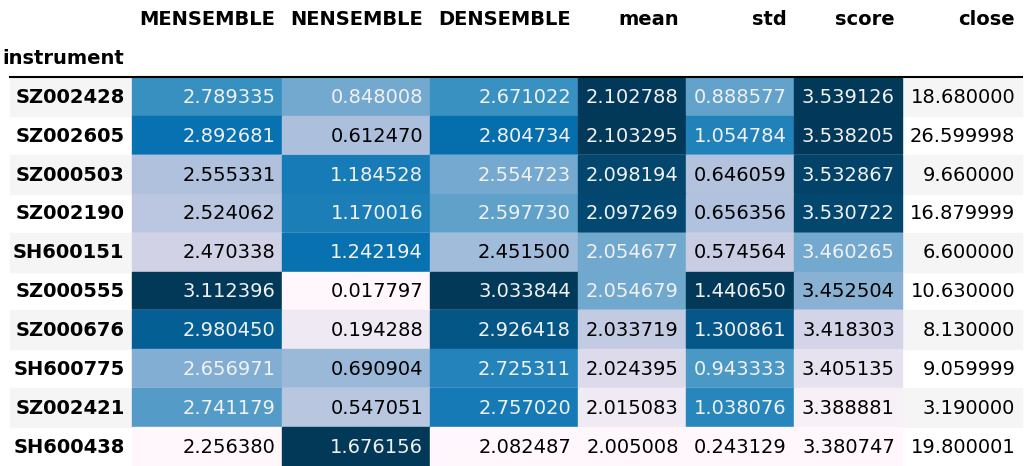 MENSEMBLE NENSEMBLE DENSEMBLE mean std score close
instrument
SZ002428 2.789335 0.848008 2.671022 2.102788 0.888577 3.539126 18.680000
SZ002605 2.892681 0.612470 2.804734 2.103295 1.054784 3.538205 26.599998
SZ000503 2.555331 1.184528 2.554723 2.098194 0.646059 3.532867 9.660000
SZ002190 2.524062 1.170016 2.597730 2.097269 0.656356 3.530722 16.879999
SH600151 2.470338 1.242194 2.451500 2.054677 0.574564 3.460265 6.600000
SZ000555 3.112396 0.017797 3.033844 2.054679 1.440650 3.452504 10.630000
SZ000676 2.980450 0.194288 2.926418 2.033719 1.300861 3.418303 8.130000
SH600775 2.656971 0.690904 2.725311 2.024395 0.943333 3.405135 9.059999
SZ002421 2.741179 0.547051 2.757020 2.015083 1.038076 3.388881 3.190000
SH600438 2.256380 1.676156 2.082487 2.005008 0.243129 3.380747 19.800001